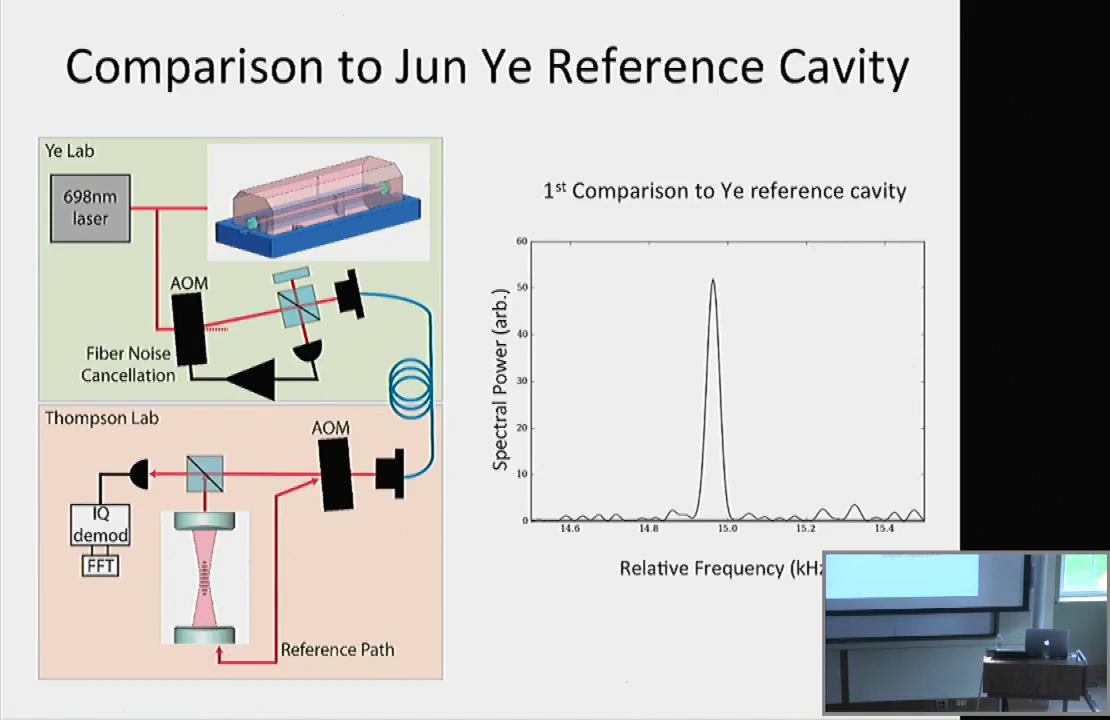 Comparison to Jun Ye Reference Cavity
Ye Lab
698nm
laser
AOM
Fiber Noise
Cancellation
Thompson Lab
AOM
IQ
demod
FFT
Reference Path
1st Comparison to Ye reference cavity
Spectral Power (arb.)
60
50
40
30
20
10
0
14.6 14.8 15.0 15.2 15.4
Relative Frequency (kH